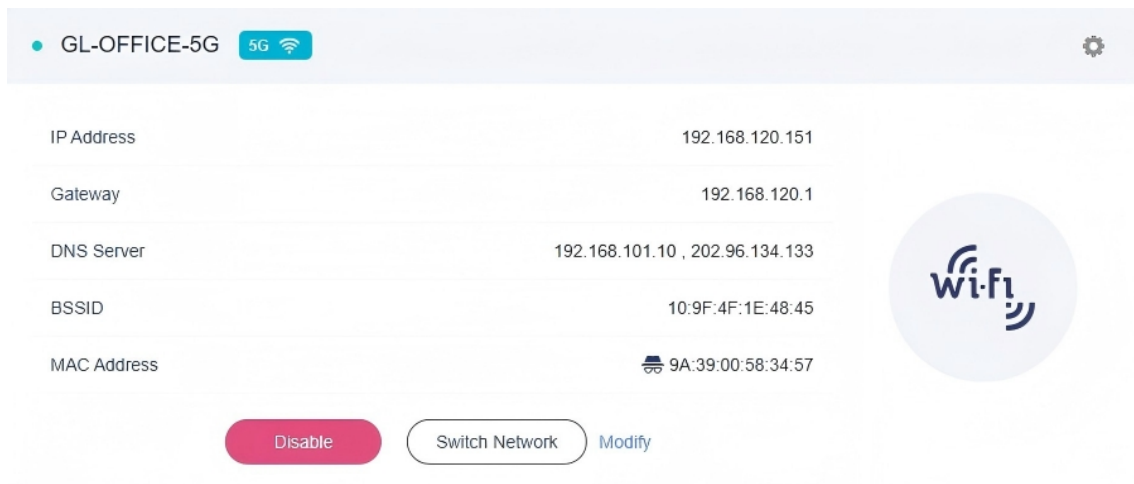 GL-OFFICE-5G 5G
IP Address 192.168.120.151
Gateway 192.168.120.1
DNS Server 192.168.101.10 , 202.96.134.133
BSSID 10:9F:4F:1E:48:45
MAC Address 9A:39:00:58:34:57
Wi·Fi
Disable Switch Network Modify